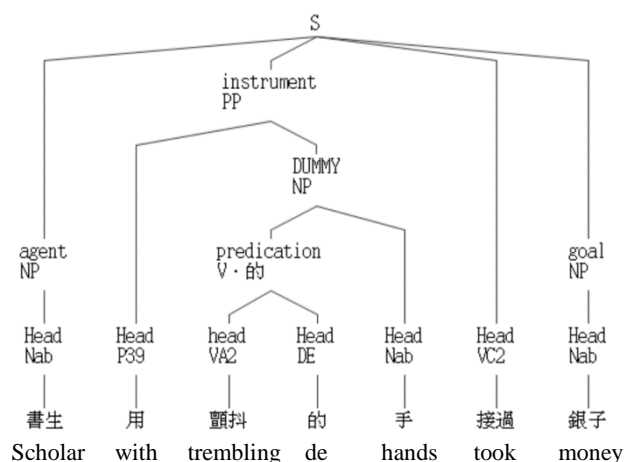 S
instrument
PP
DUMMY
NP
agent predication goal
NP V·的 NP
Head Head head Head Head Head Head
Nab P39 VA2 DE Nab VC2 Nab
書生 用 顫抖 的 手 接過 銀子
Scholar with trembling de hands took money